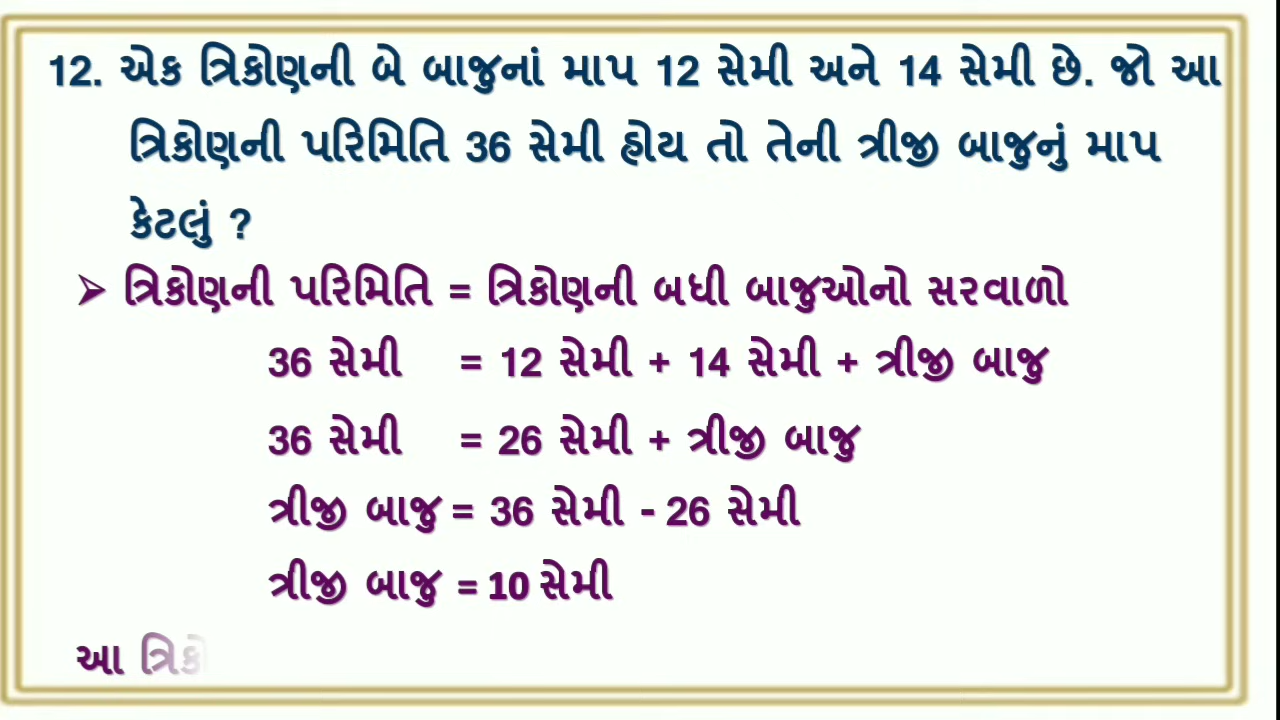 12. એક ત્રિકોણની બે બાજુનાં માપ 12 સેમી અને 14 સેમી છે. જો આ
ત્રિકોણની પરિમિતિ 36 સેમી હોય તો તેની ત્રીજી બાજુનું માપ
કેટલું ?
➢ ત્રિકોણની પરિમિતિ = ત્રિકોણની બધી બાજુઓનો સરવાળો
36 સેમી = 12 સેમી + 14 સેમી + ત્રીજી બાજુ
36 સેમી = 26 સેમી + ત્રીજી બાજુ
ત્રીજી બાજુ = 36 સેમી - 26 સેમી
ત્રીજી બાજુ = 10 સેમી
આ